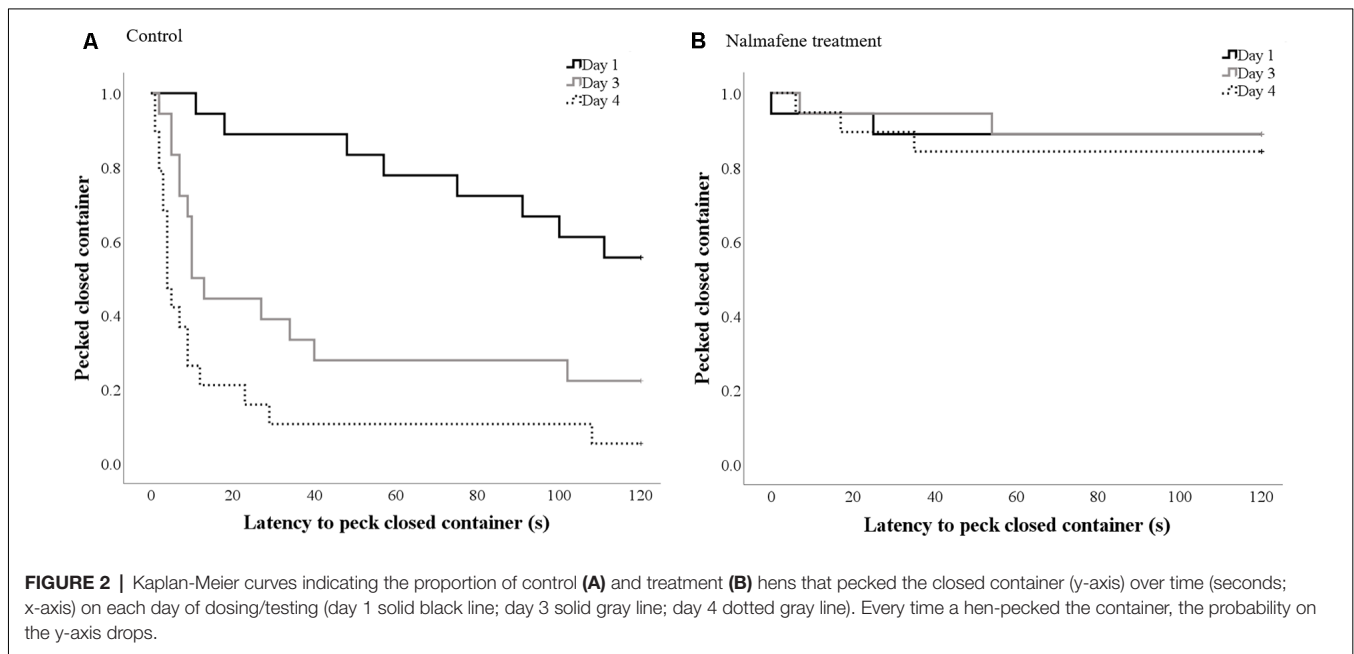 A Control
Day 1
Day 3
Day 4
1.0
0.8
0.6
0.4
0.2
0.0
Pecked closed container
0 20 40 60 80 100 120
Latency to peck closed container (s)
B Nalmafene treatment
Day 1
Day 3
Day 4
1.0
0.8
0.6
0.4
0.2
0.0
Pecked closed container
0 20 40 60 80 100 120
Latency to peck closed container (s)
FIGURE 2 | Kaplan-Meier curves indicating the proportion of control (A) and treatment (B) hens that pecked the closed container (y-axis) over time (seconds;
x-axis) on each day of dosing/testing (day 1 solid black line; day 3 solid gray line; day 4 dotted gray line). Every time a hen-pecked the container, the probability on
the y-axis drops.